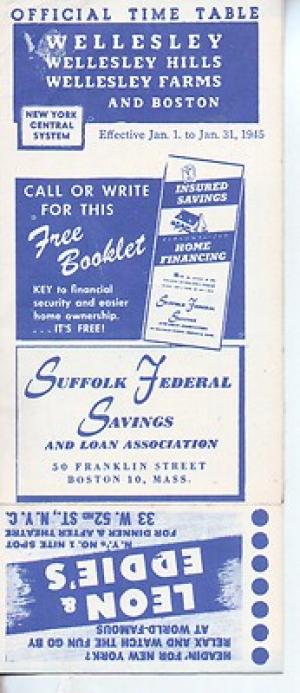 OFFICIAL TIME TABLE
WELLESLEY
WELLESLEY HILLS
WELLESLEY FARMS
AND BOSTON
NEW YORK
CENTRAL
SYSTEM
Effective Jan. 1. to Jan. 31, 1945
CALL OR WRITE
FOR THIS
Free
Booklet
KEY to financial
security and easier
home ownership.
. . . IT'S FREE!
INSURED
SAVINGS
HOME
FINANCING
SUFFOLK FEDERAL
SAVINGS
SUFFOLK FEDERAL
SAVINGS
AND LOAN ASSOCIATION
50 FRANKLIN STREET
BOSTON 10, MASS.
HEADIN' FOR NEW YORK?
RELAX AND WATCH THE FUN GO BY
AT WORLD-FAMOUS
LEON &
EDDIE'S
N.Y.'s NO. 1 NITE SPOT
FOR DINNER & AFTER THEATRE
33 W. 52ND ST., N.Y.C.